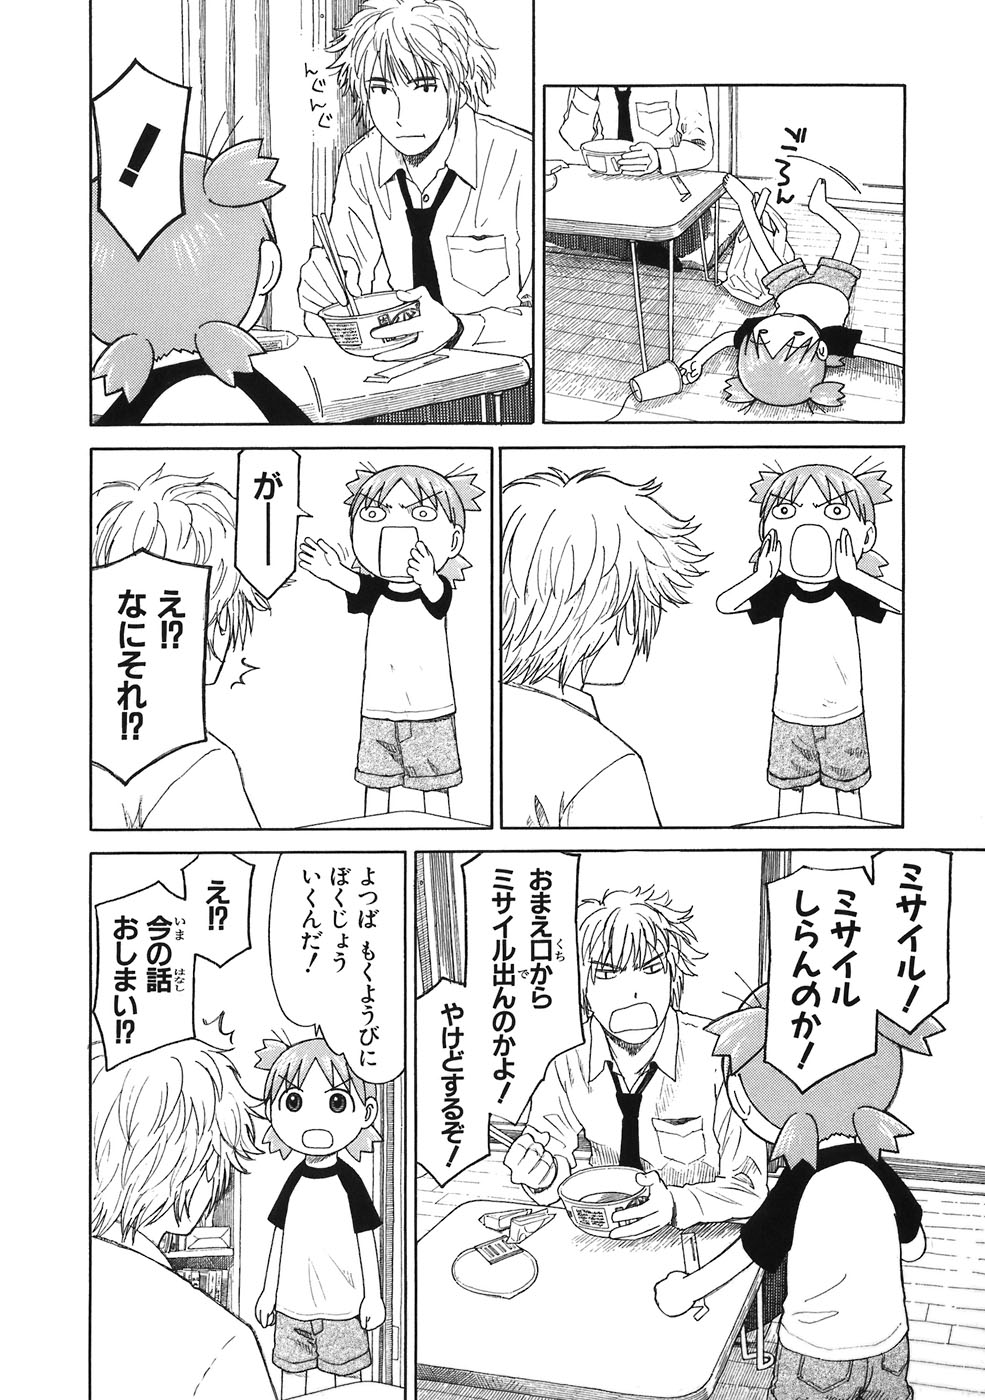 ごろん
んぐんぐ
！
がーー
え!?
なにそれ!?
ミサイル！
ミサイル
しらんのか！
おまえ口から
ミサイル出んのかよ！
やけどするぞ！
よつば もくようびに
ぼくじょう
いくんだ！
え!?
今の話
おしまい!?